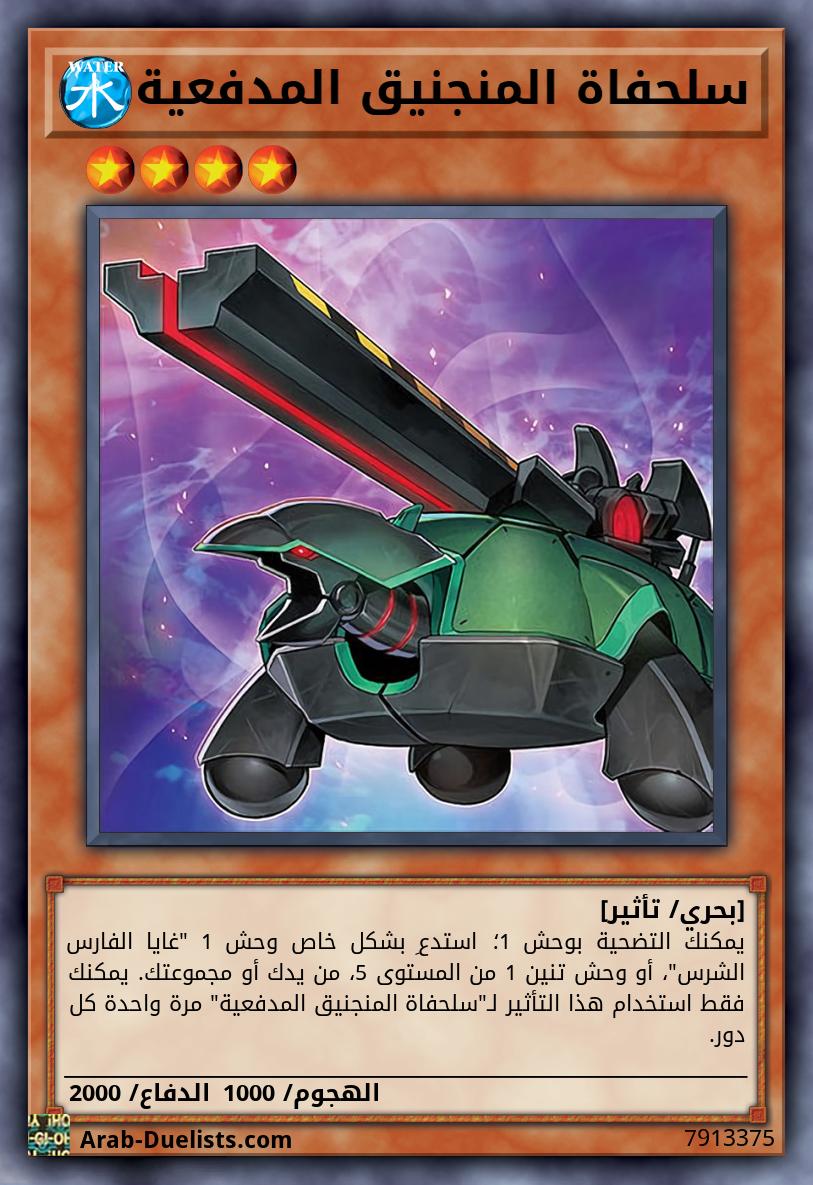 سلحفاة المنجنيق المدفعية
WATER
水
[بحري/ تأثير]
يمكنك التضحية بوحش 1؛ استدعِ بشكل خاص وحش 1 "غايا الفارس
الشرس"، أو وحش تنين 1 من المستوى 5، من يدك أو مجموعتك. يمكنك
فقط استخدام هذا التأثير لـ"سلحفاة المنجنيق المدفعية" مرة واحدة كل
دور.
الهجوم/ 1000 الدفاع/ 2000
Arab-Duelists.com
7913375